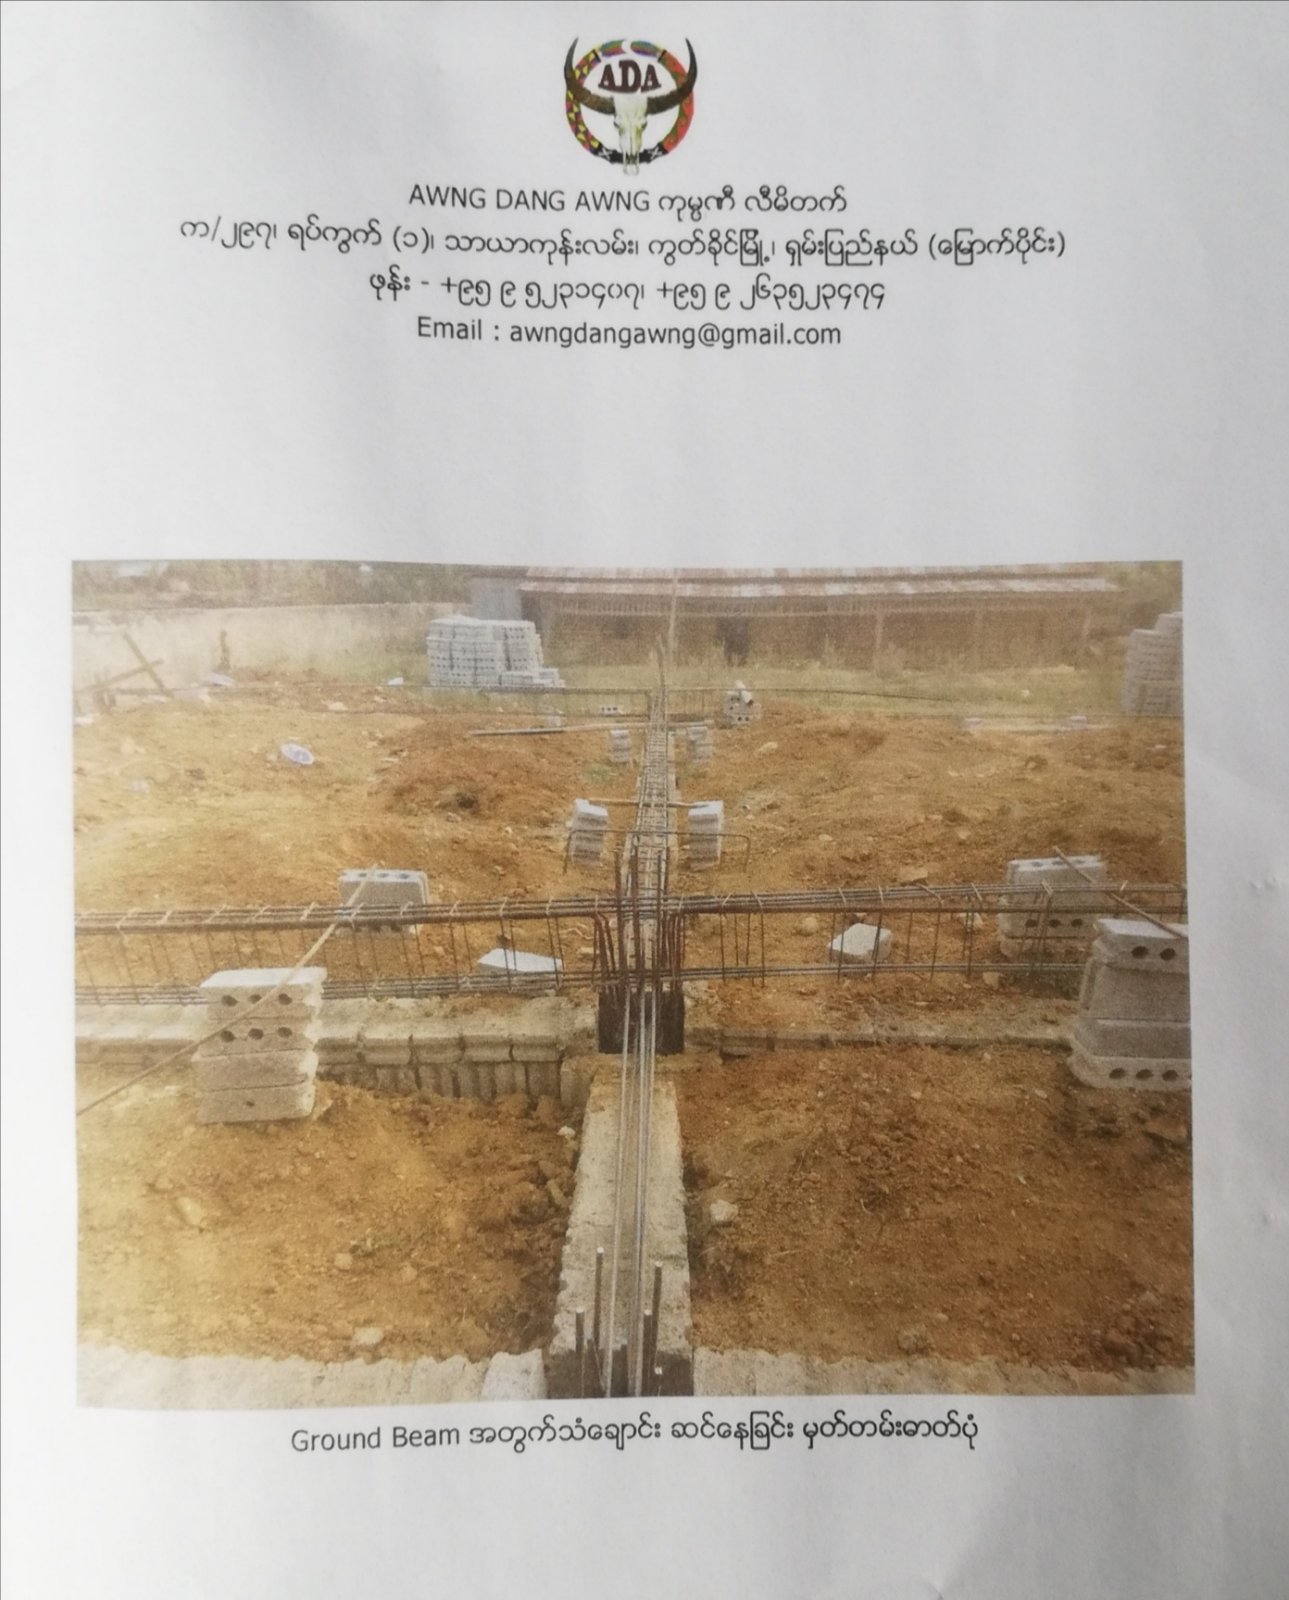 ADA
AWNG DANG AWNG ကုမ္ပဏီ လီမိတက်
က/၂၉၇၊ ရပ်ကွက် (၁)၊ သာယာကုန်းလမ်း၊ ကွတ်ခိုင်မြို့၊ ရှမ်းပြည်နယ် (မြောက်ပိုင်း)
ဖုန်း - +၉၅ ၉ ၅၂၃၁၄၀၇၊ +၉၅ ၉ ၂၆၃၅၂၃၄၇၄
Email : awngdangawng@gmail.com
Ground Beam အတွက်သံချောင်း ဆင်နေခြင်း မှတ်တမ်းဓာတ်ပုံ